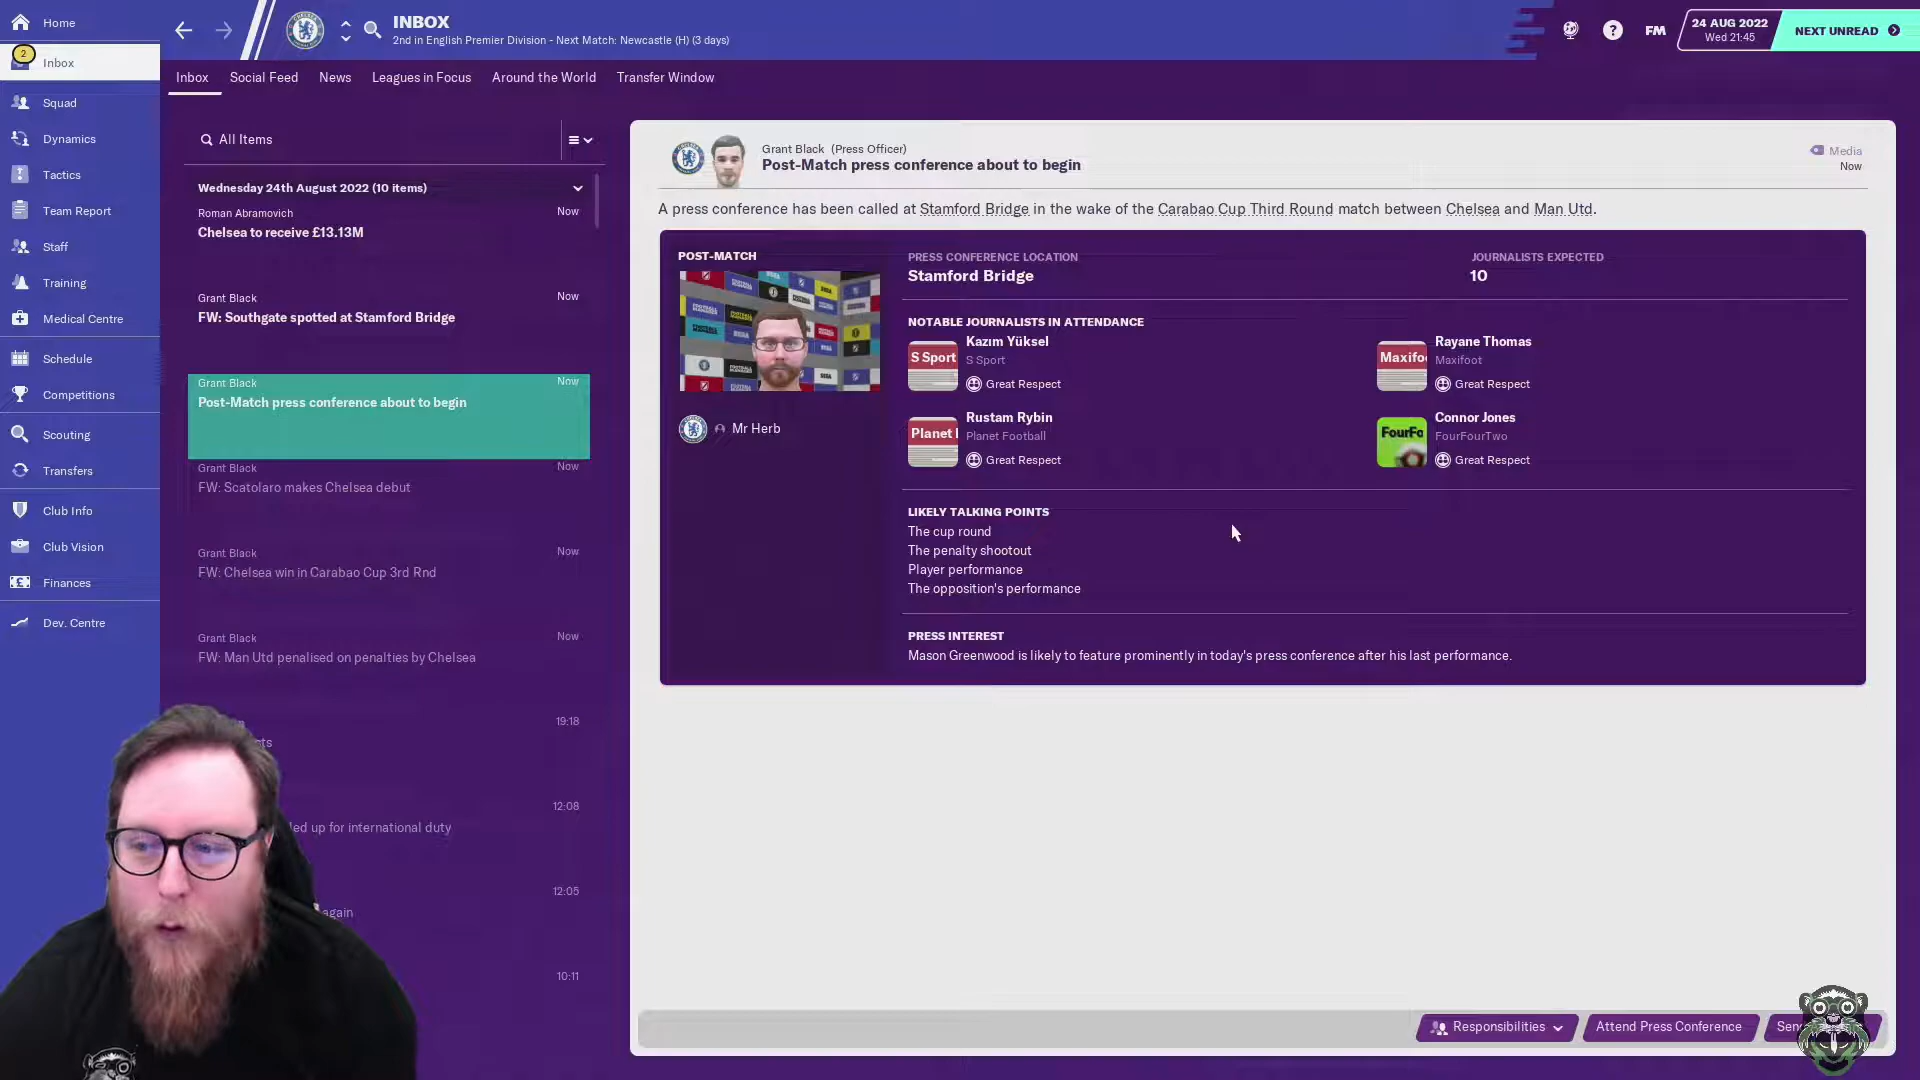 Home
2
Inbox
Squad
Dynamics
Tactics
Team Report
Staff
Training
Medical Centre
Schedule
Competitions
Scouting
Transfers
Club Info
Club Vision
Finances
Dev. Centre
INBOX
2nd in English Premier Division - Next Match: Newcastle (H) (3 days)
FM
24 AUG 2022
Wed 21:45
NEXT UNREAD
Inbox Social Feed News Leagues in Focus Around the World Transfer Window
All Items
Wednesday 24th August 2022 (10 items)
Roman Abramovich Now
Chelsea to receive £13.13M
Grant Black Now
FW: Southgate spotted at Stamford Bridge
Grant Black Now
Post-Match press conference about to begin
Grant Black Now
FW: Scatolaro makes Chelsea debut
Grant Black Now
FW: Chelsea win in Carabao Cup 3rd Rnd
Grant Black Now
FW: Man Utd penalised on penalties by Chelsea
19:18
12:08
up for international duty
12:05
again
10:11
Grant Black (Press Officer)
Post-Match press conference about to begin
Media
Now
A press conference has been called at Stamford Bridge in the wake of the Carabao Cup Third Round match between Chelsea and Man Utd.
POST-MATCH
Mr Herb
PRESS CONFERENCE LOCATION
Stamford Bridge
JOURNALISTS EXPECTED
10
NOTABLE JOURNALISTS IN ATTENDANCE
S Sport
Kazım Yüksel
S Sport
Great Respect
Maxifo
Rayane Thomas
Maxifoot
Great Respect
Planet
Rustam Rybin
Planet Football
Great Respect
FourFo
Connor Jones
FourFourTwo
Great Respect
LIKELY TALKING POINTS
The cup round
The penalty shootout
Player performance
The opposition's performance
PRESS INTEREST
Mason Greenwood is likely to feature prominently in today's press conference after his last performance.
Responsibilities
Attend Press Conference